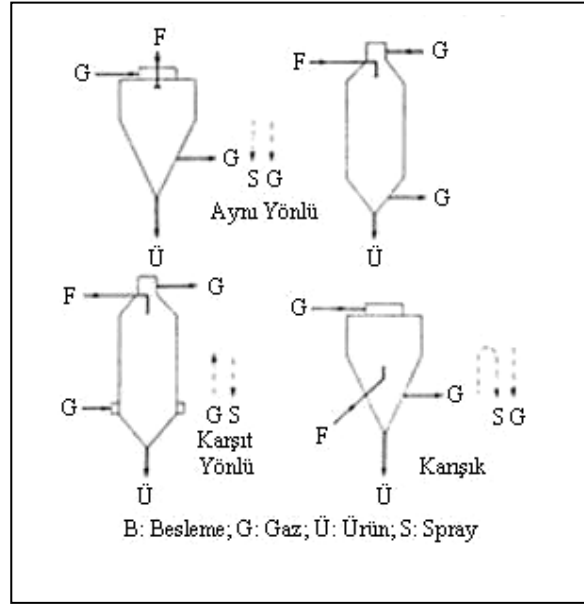 F
G
G
S G
Aynı Yönlü
Ü
G
F
G
Ü
F
G
G
G S
Karşıt
Yönlü
Ü
G
G
F
S G
Karışık
Ü
B: Besleme; G: Gaz; Ü: Ürün; S: Spray